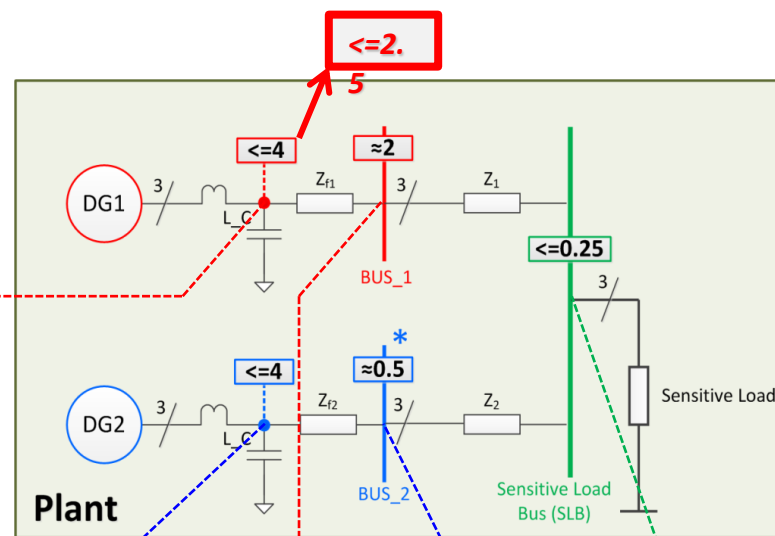 <=2.
5
<=4
≈2
3
Z_f1
3
Z_1
DG1
L_C
<=0.25
BUS_1
3
*
<=4
≈0.5
3
Z_f2
3
Z_2
Sensitive Load
DG2
L_C
BUS_2
Sensitive Load
Bus (SLB)
Plant